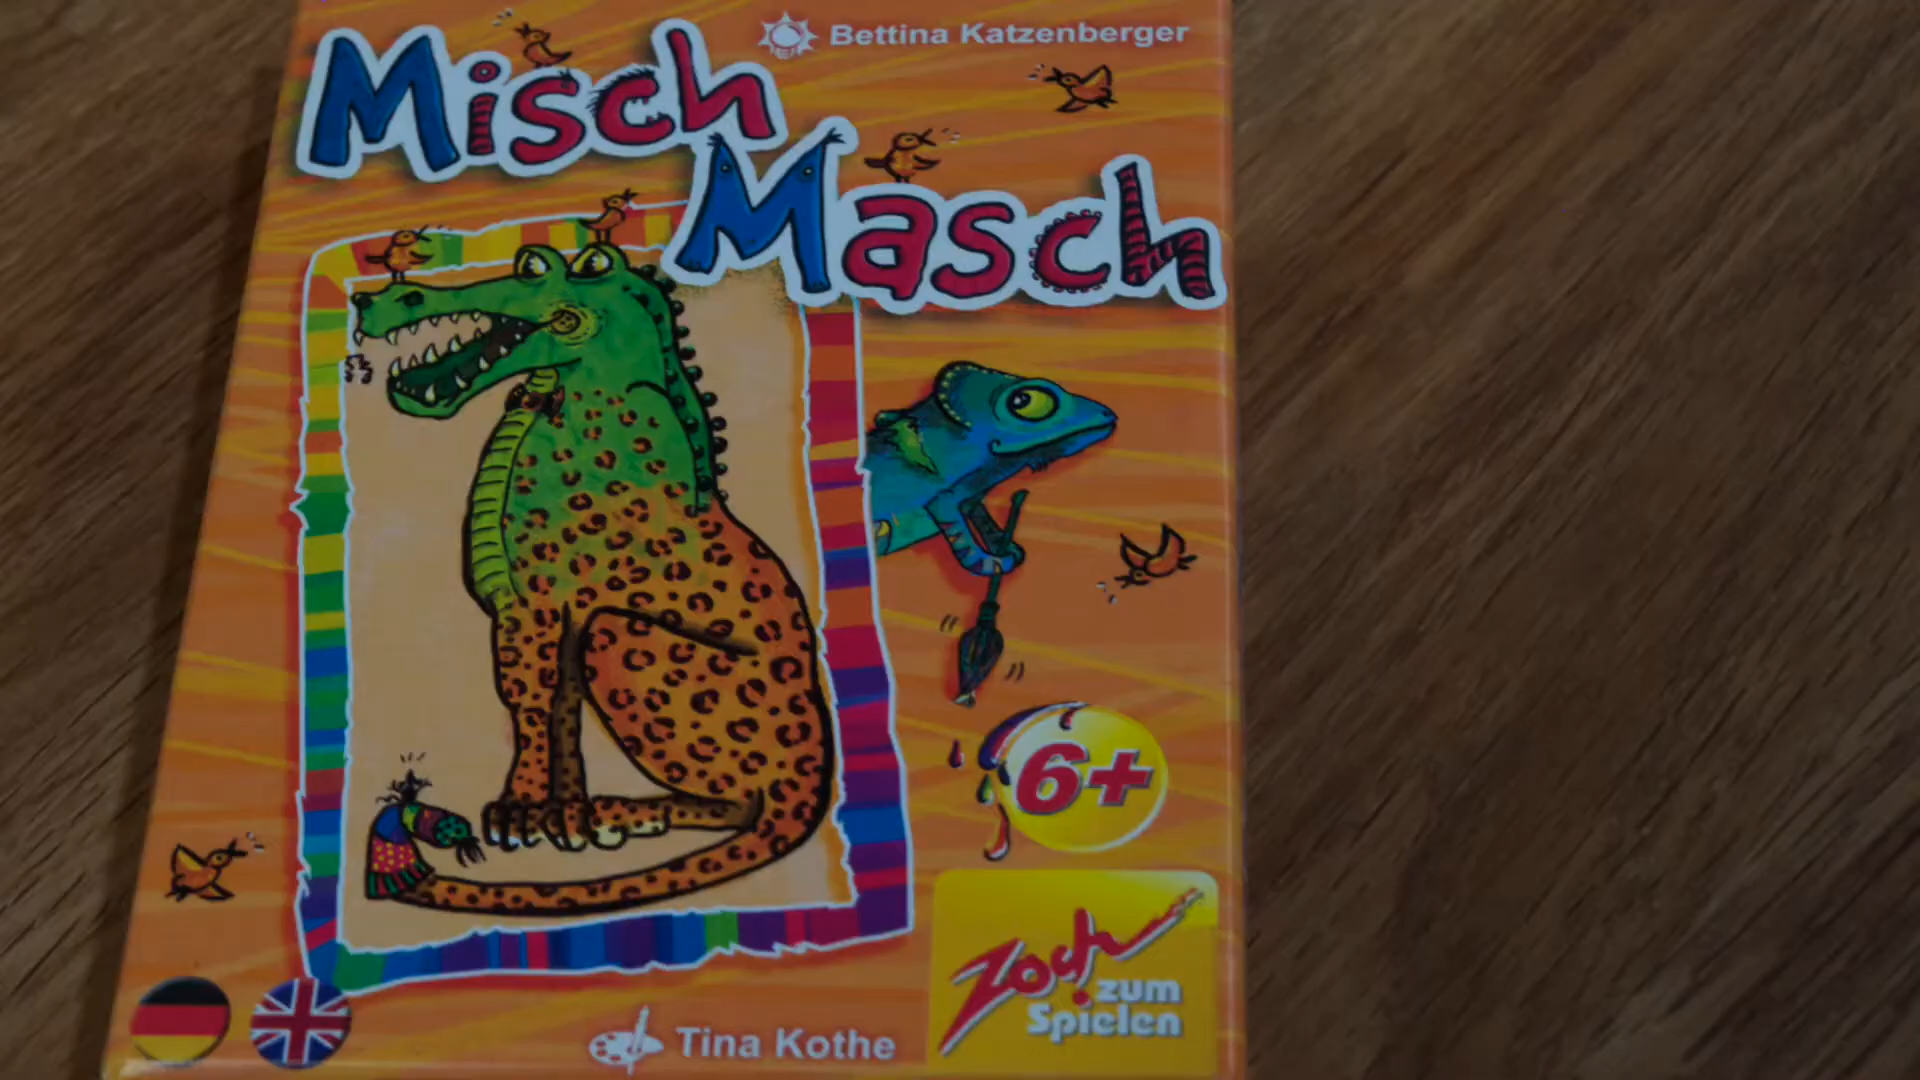 Bettina Katzenberger
Misch
Masch
6+
Zoch
zum
Spielen
Tina Kothe